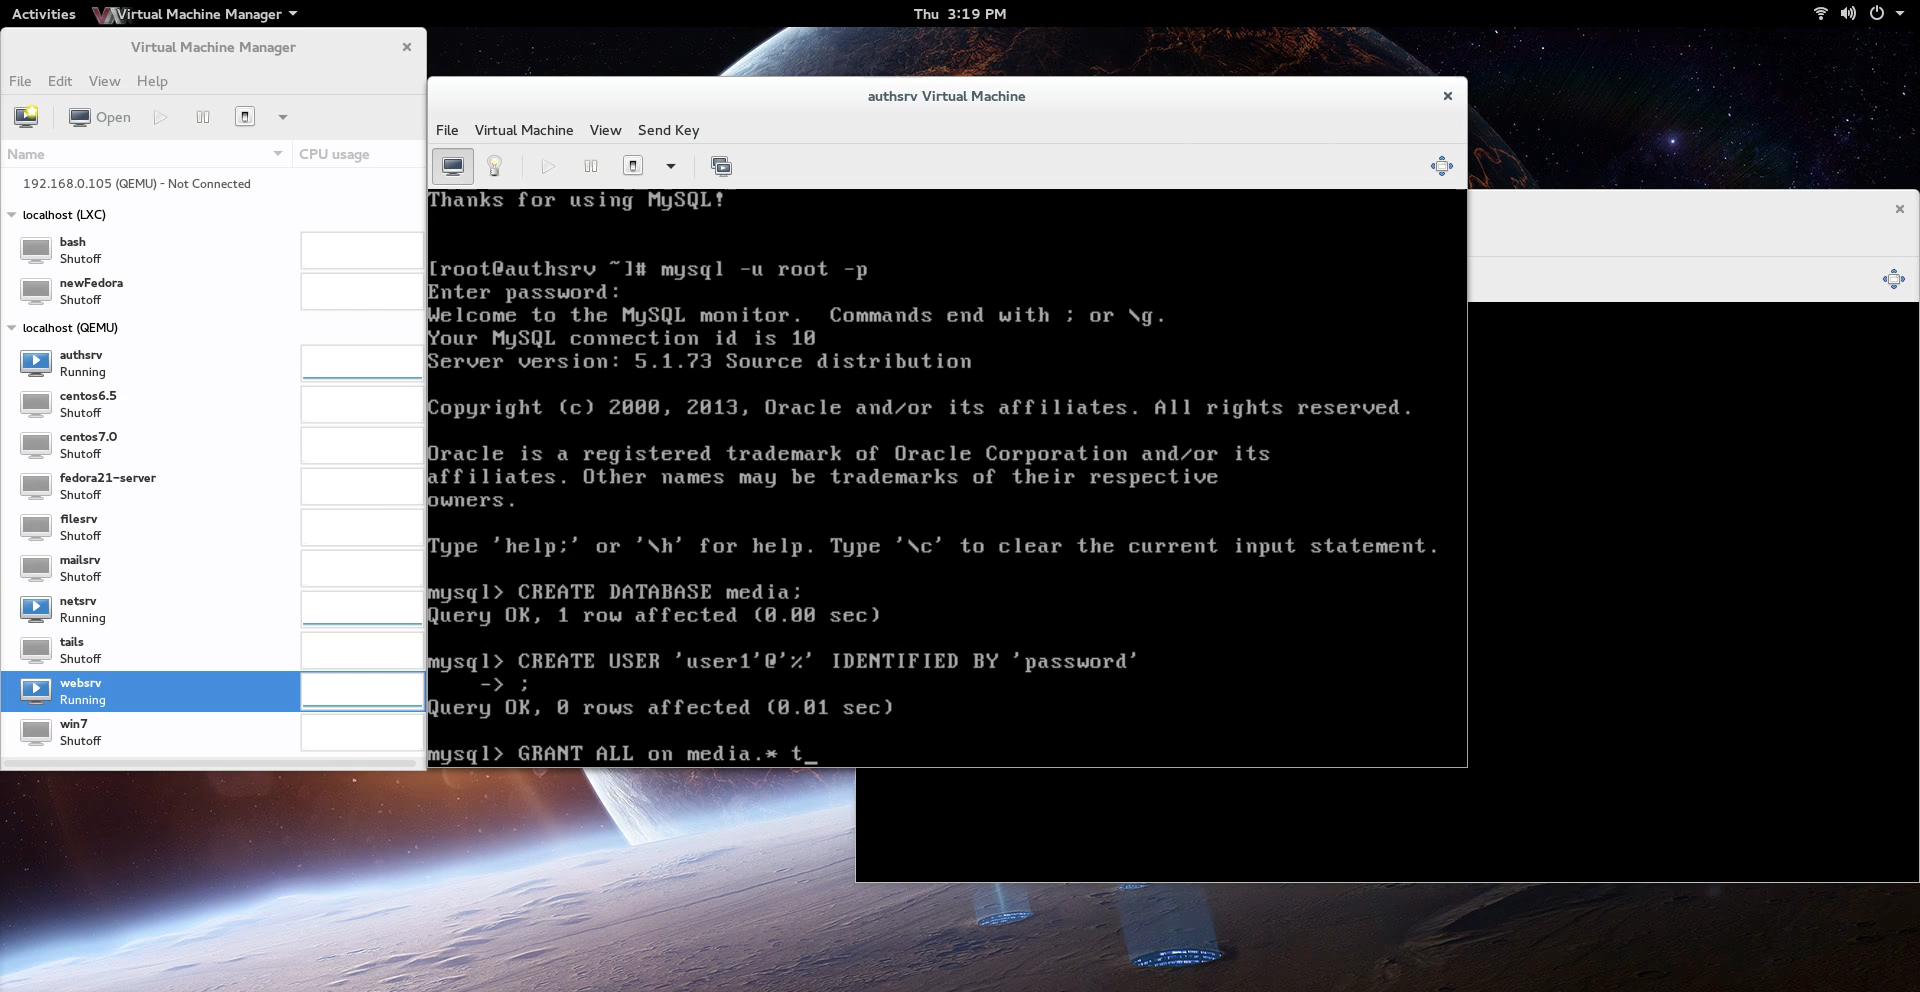 Activities
Virtual Machine Manager
Thu 3:19 PM
Virtual Machine Manager
File Edit View Help
Open
Name CPU usage
192.168.0.105 (QEMU) - Not Connected
localhost (LXC)
bash
Shutoff
newFedora
Shutoff
localhost (QEMU)
authsrv
Running
centos6.5
Shutoff
centos7.0
Shutoff
fedora21-server
Shutoff
filesrv
Shutoff
mailsrv
Shutoff
netsrv
Running
tails
Shutoff
websrv
Running
win7
Shutoff
authsrv Virtual Machine
File Virtual Machine View Send Key
Thanks for using MySQL!
[root@authsrv ~]# mysql -u root -p
Enter password:
Welcome to the MySQL monitor.  Commands end with ; or \g.
Your MySQL connection id is 10
Server version: 5.1.73 Source distribution
Copyright (c) 2000, 2013, Oracle and/or its affiliates. All rights reserved.
Oracle is a registered trademark of Oracle Corporation and/or its
affiliates. Other names may be trademarks of their respective
owners.
Type 'help;' or '\h' for help. Type '\c' to clear the current input statement.
mysql> CREATE DATABASE media;
Query OK, 1 row affected (0.00 sec)
mysql> CREATE USER 'user1'@'%' IDENTIFIED BY 'password'
    -> ;
Query OK, 0 rows affected (0.01 sec)
mysql> GRANT ALL on media.* t_